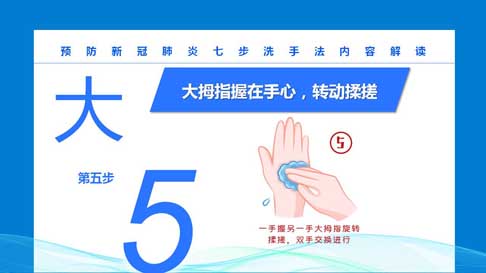 预防新冠肺炎七步洗手法内容解读
大
大拇指握在手心，转动揉搓
第五步
5
5
一手握另一手大拇指旋转
揉搓，双手交换进行